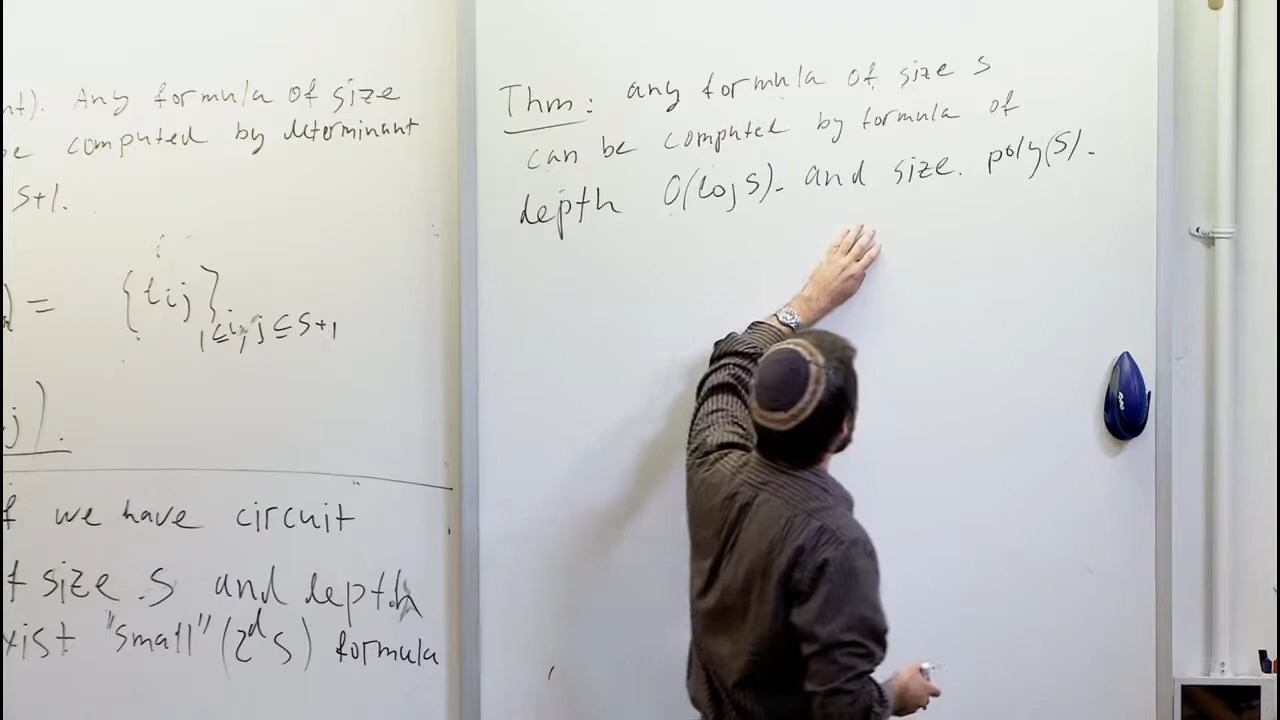 nt). Any formula of size
be computed by determinant
s+1.
) = {lij} 1≤i,j≤s+1
j).
f we have circuit
f size s and depth
xist "small" (2^d s) formula
Thm: any formula of size s
can be computed by formula of
depth O(log s). and size. poly(s).